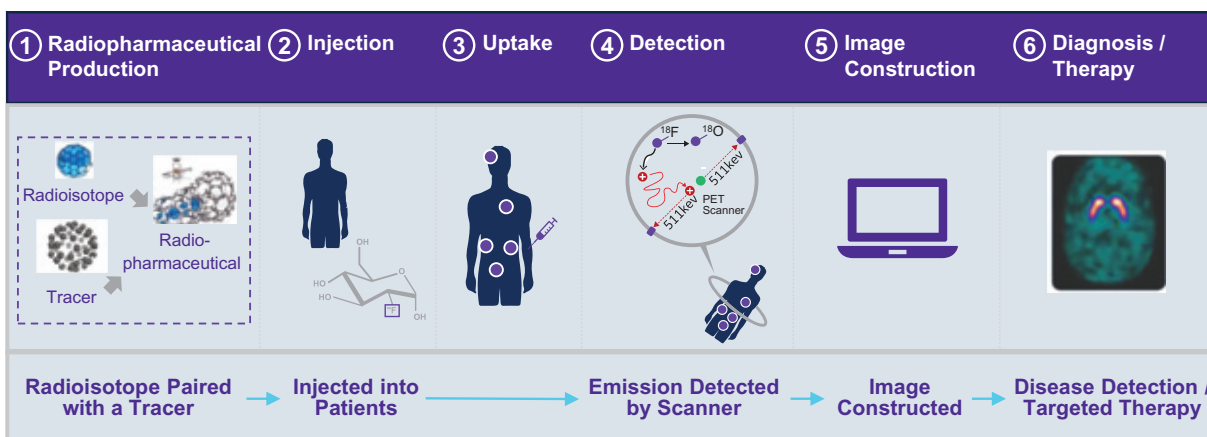 1 Radiopharmaceutical
Production
2 Injection
3 Uptake
4 Detection
5 Image
Construction
6 Diagnosis /
Therapy
Radioisotope
Tracer
Radio-
pharmaceutical
OH
HO
HO
O
18F
OH
18F
18O
511kev
511kev
PET
Scanner
Radioisotope Paired
with a Tracer
Injected into
Patients
Emission Detected
by Scanner
Image
Constructed
Disease Detection /
Targeted Therapy